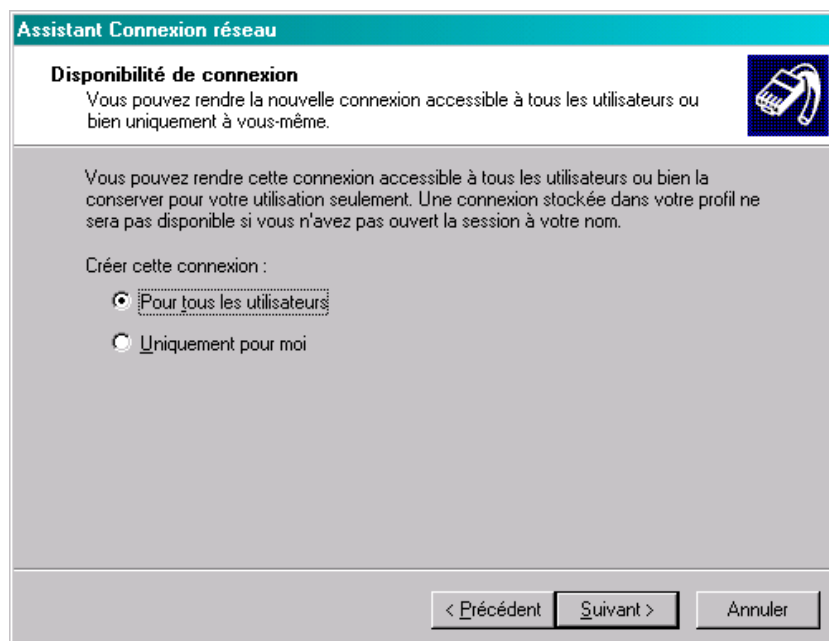 Assistant Connexion réseau
Disponibilité de connexion
Vous pouvez rendre la nouvelle connexion accessible à tous les utilisateurs ou
bien uniquement à vous-même.
Vous pouvez rendre cette connexion accessible à tous les utilisateurs ou bien la
conserver pour votre utilisation seulement. Une connexion stockée dans votre profil ne
sera pas disponible si vous n'avez pas ouvert la session à votre nom.
Créer cette connexion :
Pour tous les utilisateurs
Uniquement pour moi
< Précédent Suivant > Annuler